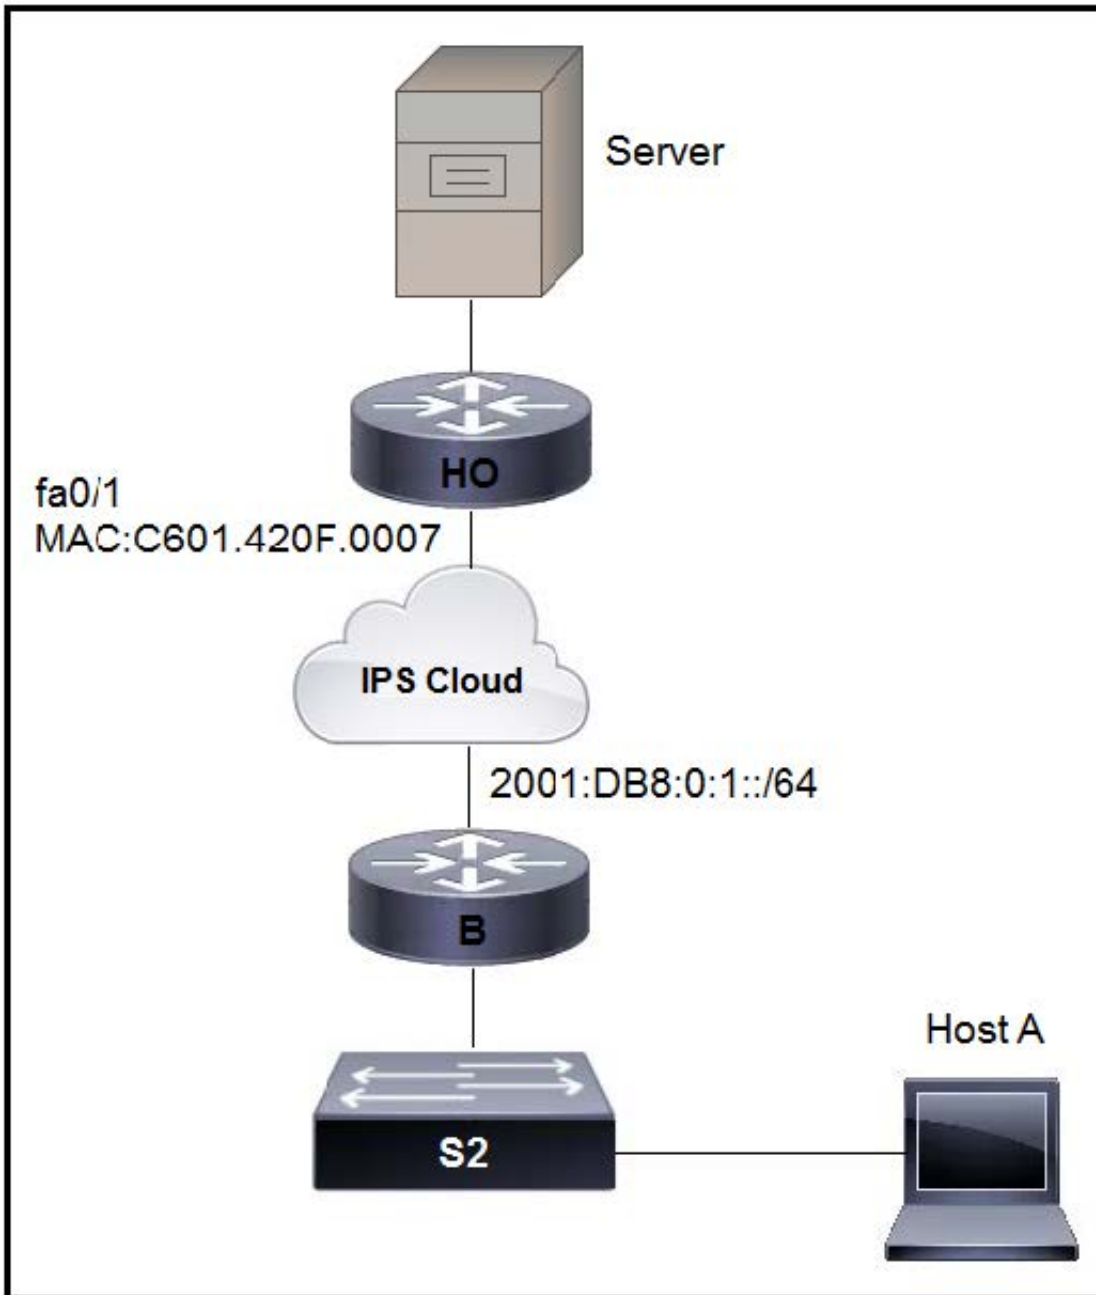 Server
HO
fa0/1
MAC:C601.420F.0007
IPS Cloud
2001:DB8:0:1::/64
B
Host A
S2